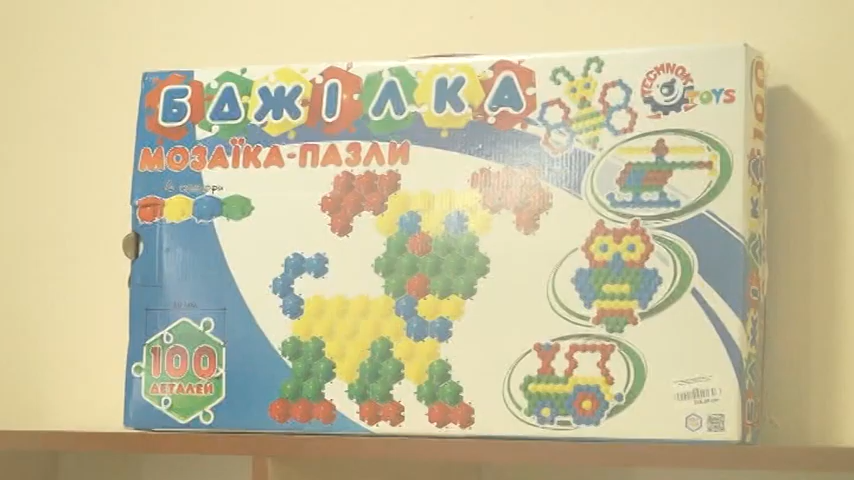 БДЖІЛКА
TECHNOK
TOYS
МОЗАЇКА-ПАЗЛИ
100
ДЕТАЛЕЙ